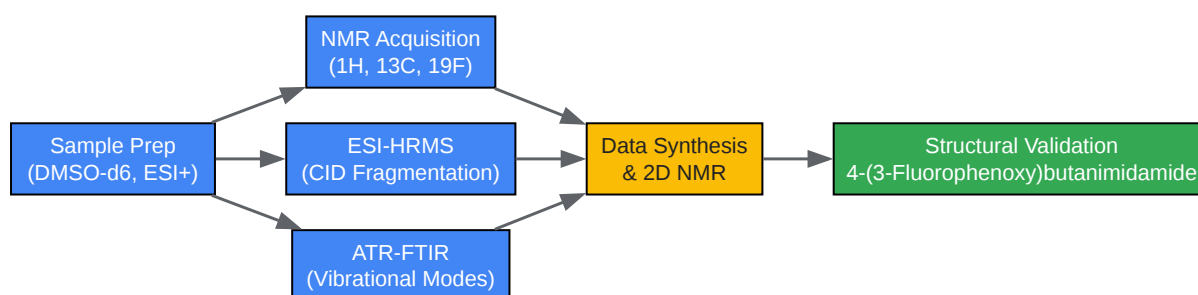 NMR Acquisition
(1H, 13C, 19F)
Sample Prep
(DMSO-d6, ESI+)
ESI-HRMS
(CID Fragmentation)
Data Synthesis
& 2D NMR
Structural Validation
4-(3-Fluorophenoxy)butanimidamide
ATR-FTIR
(Vibrational Modes)